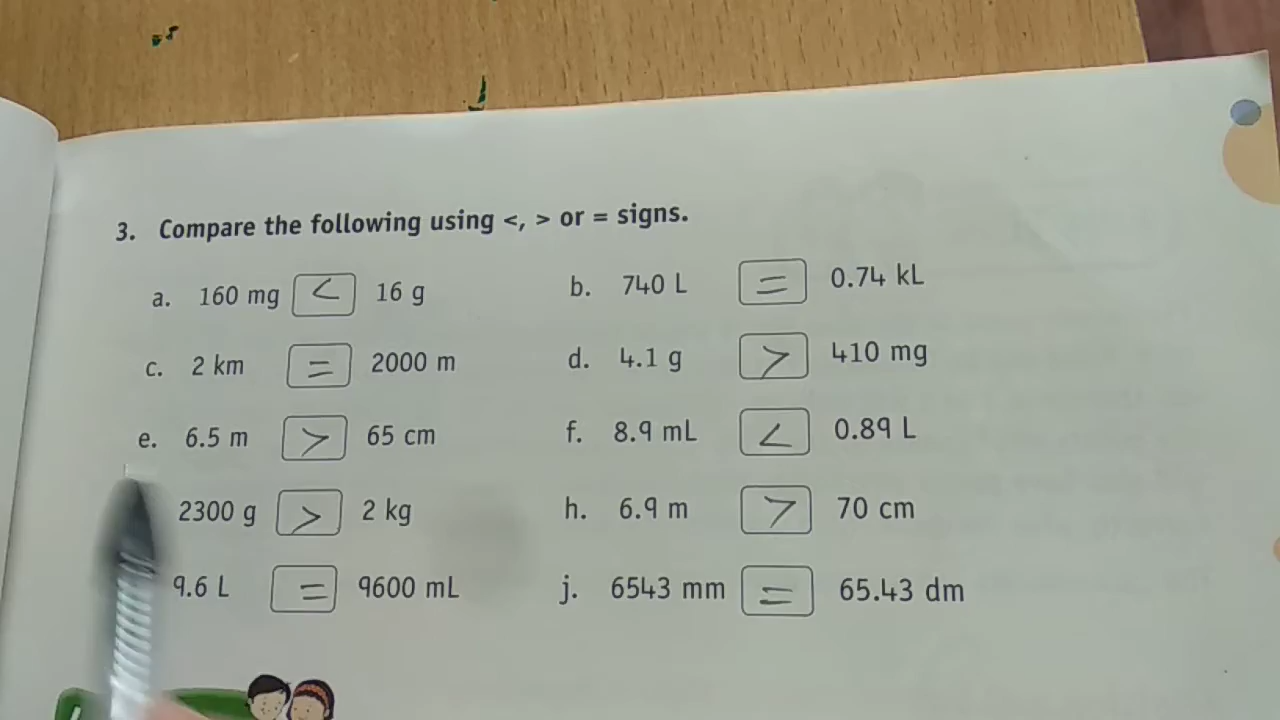 3. Compare the following using <, > or = signs.
a. 160 mg < 16 g b. 740 L = 0.74 kL
c. 2 km = 2000 m d. 4.1 g > 410 mg
e. 6.5 m > 65 cm f. 8.9 mL < 0.89 L
2300 g > 2 kg h. 6.9 m > 70 cm
9.6 L = 9600 mL j. 6543 mm = 65.43 dm